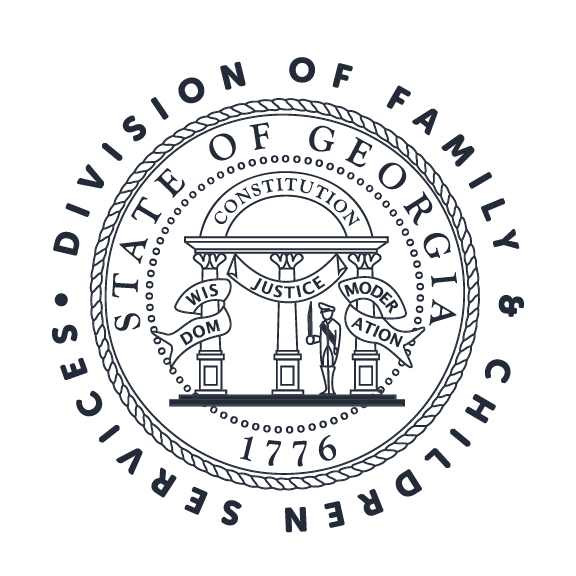 DIVISION OF FAMILY & CHILDREN SERVICES •
STATE OF GEORGIA
CONSTITUTION
WIS
DOM
JUSTICE
MODER
ATION
1776